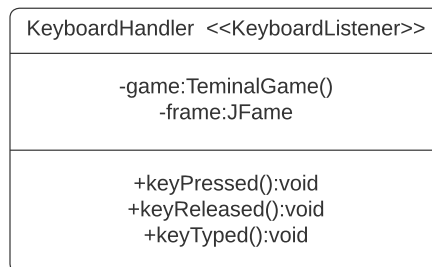 KeyboardHandler <<KeyboardListener>>
-game:TeminalGame()
-frame:JFame
+keyPressed():void
+keyReleased():void
+keyTyped():void